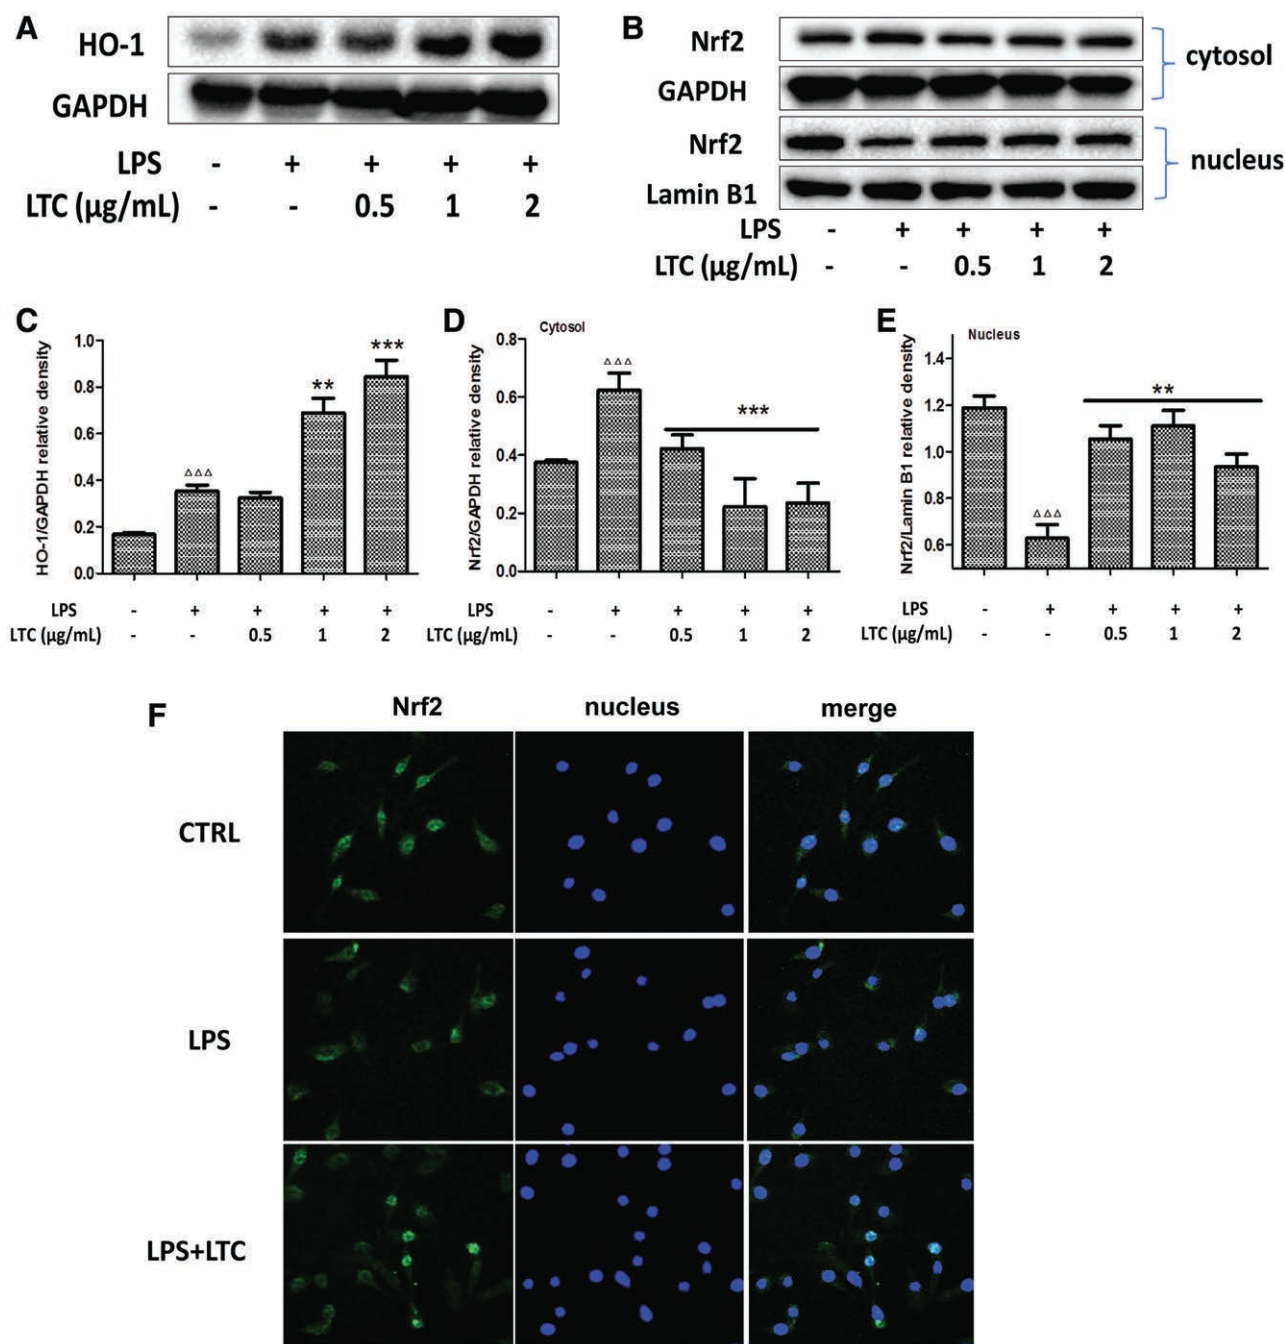 A
HO-1
GAPDH
LPS - + + + +
LTC (µg/mL) - - 0.5 1 2
B
Nrf2
GAPDH
cytosol
Nrf2
Lamin B1
nucleus
LPS - + + + +
LTC (µg/mL) - - 0.5 1 2
C
HO-1/GAPDH relative density
1.0
0.8
0.6
0.4
0.2
0.0
△△△
**
***
LPS - + + + +
LTC (µg/mL) - - 0.5 1 2
D
Cytosol
Nrf2/GAPDH relative density
0.8
0.6
0.4
0.2
0.0
△△△
***
LPS - + + + +
LTC (µg/mL) - - 0.5 1 2
E
Nucleus
Nrf2/Lamin B1 relative density
1.4
1.2
1.0
0.8
0.6
△△△
**
LPS - + + + +
LTC (µg/mL) - - 0.5 1 2
F
Nrf2 nucleus merge
CTRL
LPS
LPS+LTC